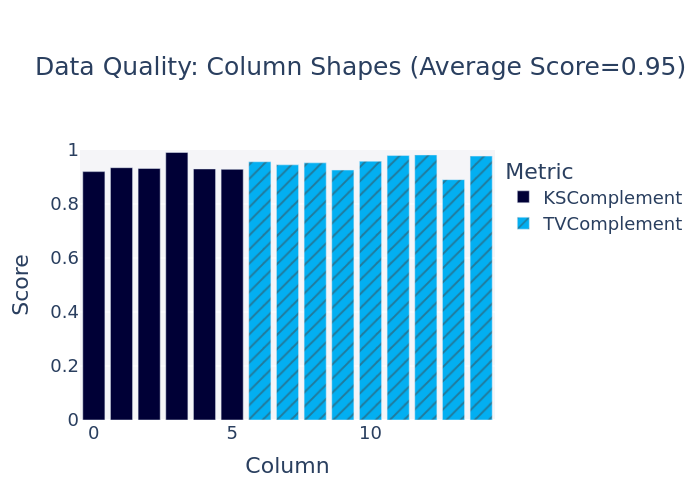 Data Quality: Column Shapes (Average Score=0.95)
1
0.8
0.6
0.4
0.2
0
Score
0 5 10
Column
Metric
KSComplement
TVComplement